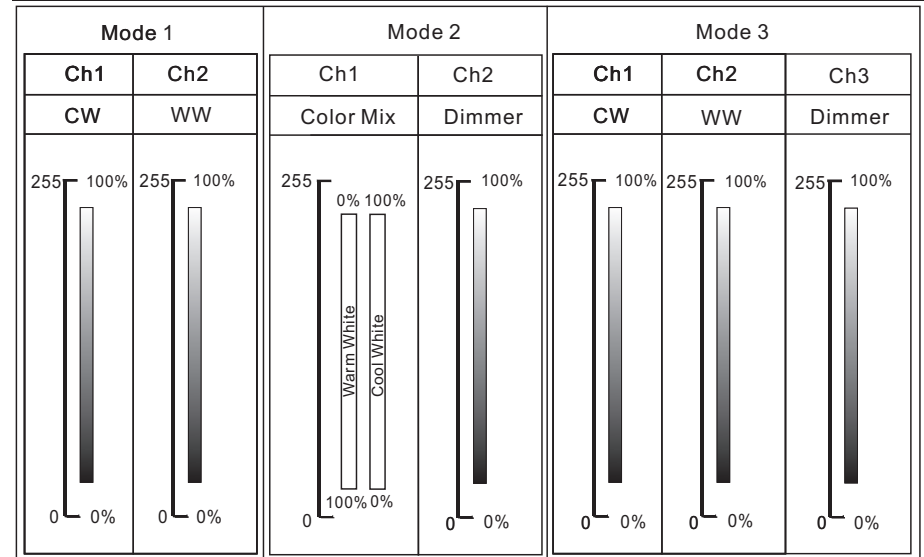 Mode 1 Mode 2 Mode 3
Ch1 Ch2 Ch1 Ch2 Ch1 Ch2 Ch3
CW WW Color Mix Dimmer CW WW Dimmer
255 100% 255 100% 255 255 100% 255 100% 255 100% 255 100%
0% 100%
Warm White
Cool White
100% 0%
0 0% 0 0% 0 0 0% 0 0% 0 0% 0 0%